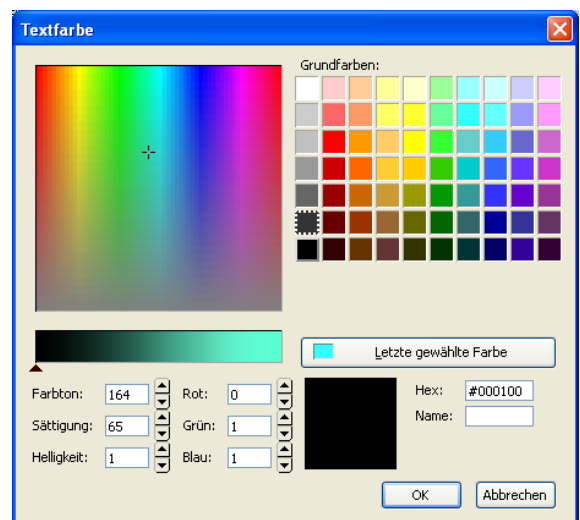 Textfarbe
Grundfarben:
Letzte gewählte Farbe
Farbton: 164 Rot: 0 Hex: #000100
Sättigung: 65 Grün: 1 Name:
Helligkeit: 1 Blau: 1
OK Abbrechen